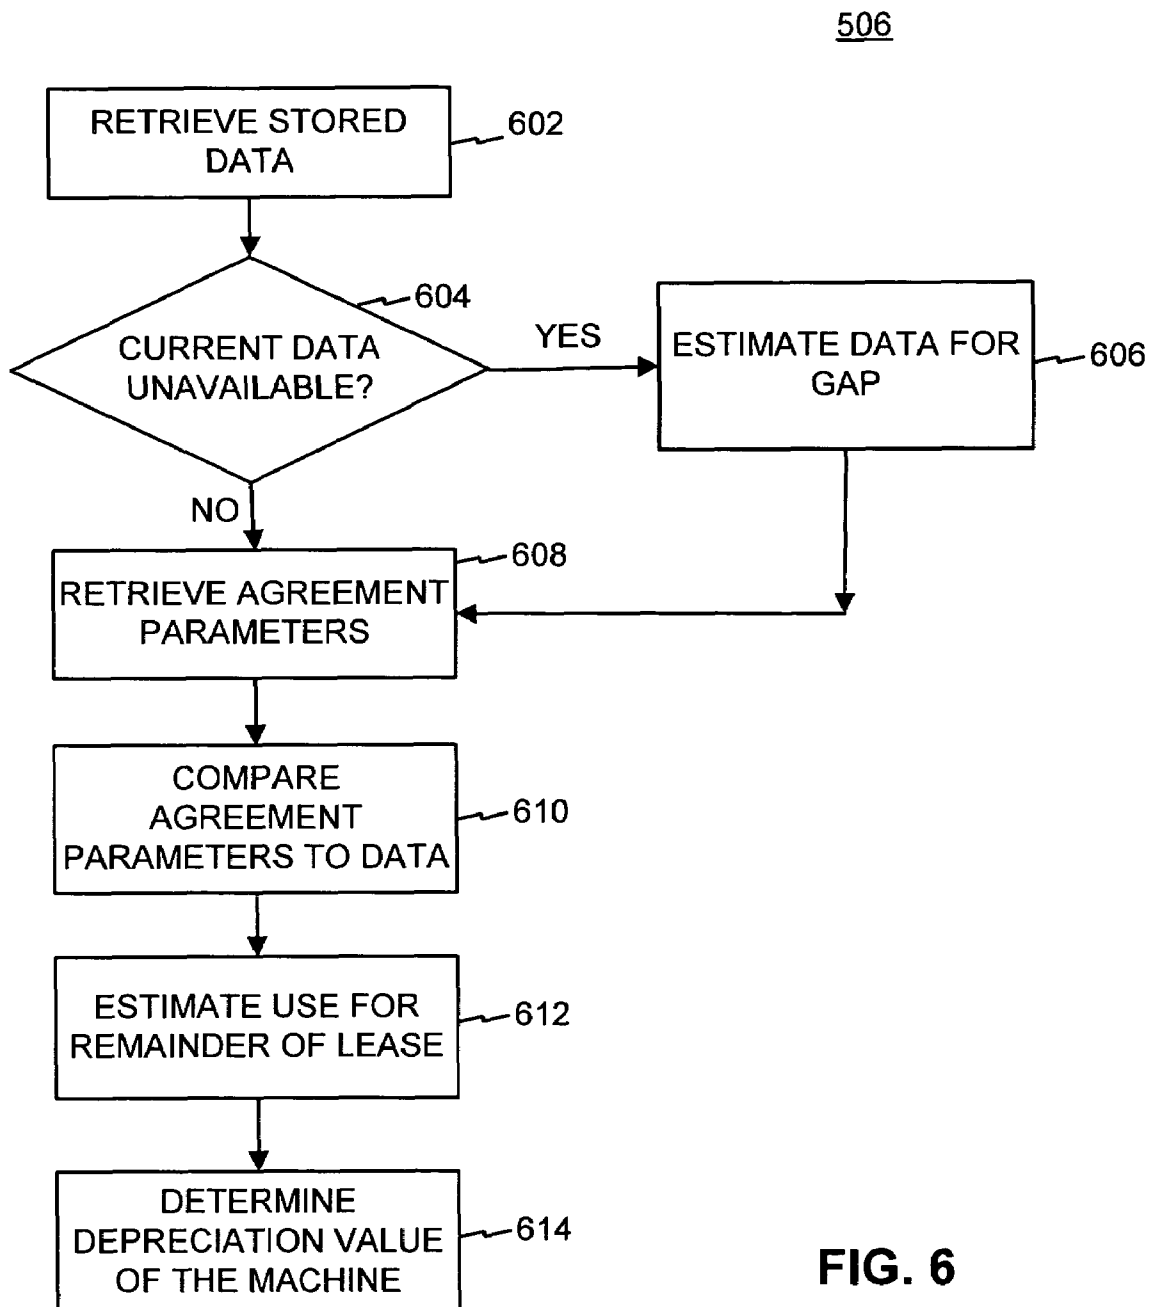 506
RETRIEVE STORED
DATA
602
604
CURRENT DATA
UNAVAILABLE?
YES
ESTIMATE DATA FOR
GAP
606
NO
608
RETRIEVE AGREEMENT
PARAMETERS
COMPARE
AGREEMENT
PARAMETERS TO DATA
610
ESTIMATE USE FOR
REMAINDER OF LEASE
612
DETERMINE
DEPRECIATION VALUE
OF THE MACHINE
614
FIG. 6